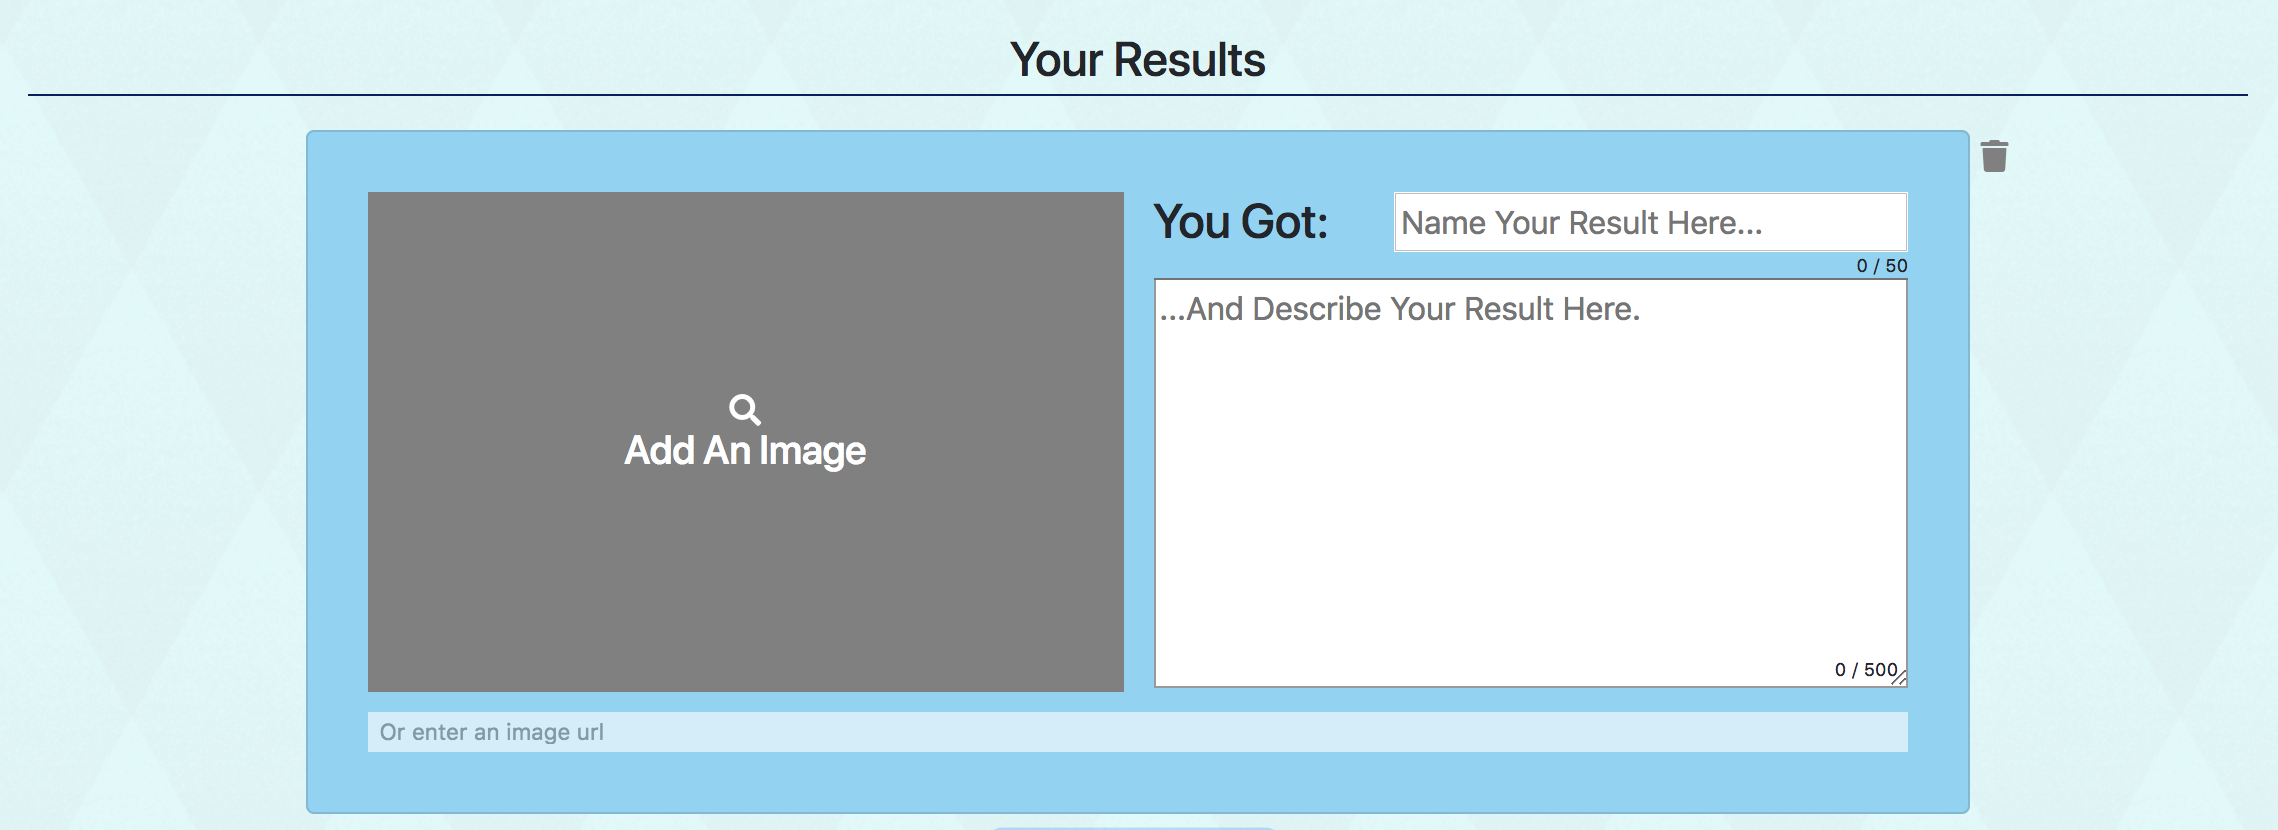 Your Results
Add An Image
You Got:
Name Your Result Here...
0 / 50
...And Describe Your Result Here.
0 / 500
Or enter an image url